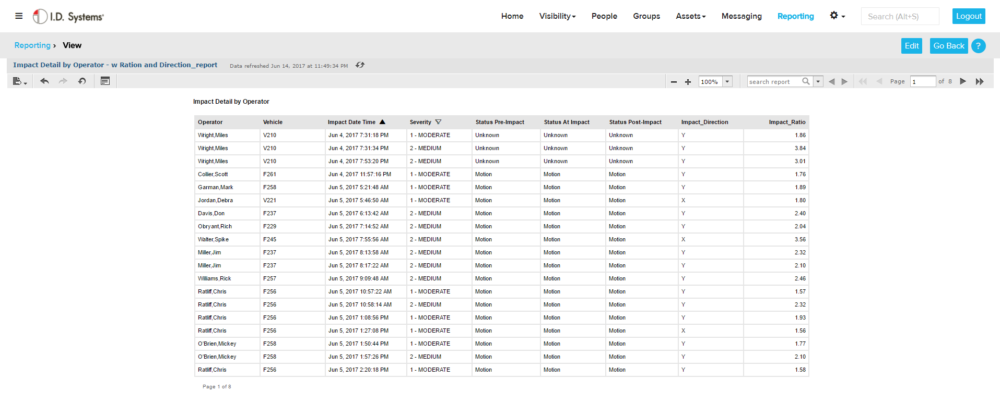 I.D. Systems Home Visibility People Groups Assets Messaging Reporting Search (Alt+S) Logout
Reporting › View Edit Go Back ?
Impact Detail by Operator - w Ration and Direction_report Data refreshed Jun 14, 2017 at 11:49:34 PM
100% search report Page 1 of 8
Impact Detail by Operator
Operator Vehicle Impact Date Time Severity Status Pre-Impact Status At Impact Status Post-Impact Impact_Direction Impact_Ratio
Wright,Miles V210 Jun 4, 2017 7:31:18 PM 1 - MODERATE Unknown Unknown Unknown Y 1.86
Wright,Miles V210 Jun 4, 2017 7:31:34 PM 2 - MEDIUM Unknown Unknown Unknown Y 3.84
Wright,Miles V210 Jun 4, 2017 7:53:20 PM 2 - MEDIUM Unknown Unknown Unknown Y 3.01
Collier,Scott F261 Jun 4, 2017 11:57:16 PM 1 - MODERATE Motion Motion Motion Y 1.76
Garman,Mark F258 Jun 5, 2017 5:21:48 AM 1 - MODERATE Motion Motion Motion Y 1.89
Jordan,Debra V221 Jun 5, 2017 5:46:50 AM 1 - MODERATE Motion Motion Motion X 1.80
Davis,Don F237 Jun 5, 2017 6:13:42 AM 2 - MEDIUM Motion Motion Motion Y 2.40
Obryant,Rich F229 Jun 5, 2017 7:14:52 AM 2 - MEDIUM Motion Motion Motion Y 2.04
Walter,Spike F245 Jun 5, 2017 7:55:56 AM 2 - MEDIUM Motion Motion Motion X 3.56
Miller,Jim F237 Jun 5, 2017 8:13:58 AM 2 - MEDIUM Motion Motion Motion Y 2.32
Miller,Jim F237 Jun 5, 2017 8:17:22 AM 2 - MEDIUM Motion Motion Motion Y 2.10
Williams,Rick F257 Jun 5, 2017 9:09:48 AM 2 - MEDIUM Motion Motion Motion Y 2.46
Ratliff,Chris F256 Jun 5, 2017 10:57:22 AM 1 - MODERATE Motion Motion Motion Y 1.57
Ratliff,Chris F256 Jun 5, 2017 10:58:14 AM 2 - MEDIUM Motion Motion Motion Y 2.32
Ratliff,Chris F256 Jun 5, 2017 1:08:56 PM 1 - MODERATE Motion Motion Motion Y 1.93
Ratliff,Chris F256 Jun 5, 2017 1:27:08 PM 1 - MODERATE Motion Motion Motion X 1.56
O'Brien,Mickey F258 Jun 5, 2017 1:50:44 PM 1 - MODERATE Motion Motion Motion Y 1.77
O'Brien,Mickey F258 Jun 5, 2017 1:57:26 PM 2 - MEDIUM Motion Motion Motion Y 2.10
Ratliff,Chris F256 Jun 5, 2017 2:20:18 PM 1 - MODERATE Motion Motion Motion Y 1.58
Page 1 of 8